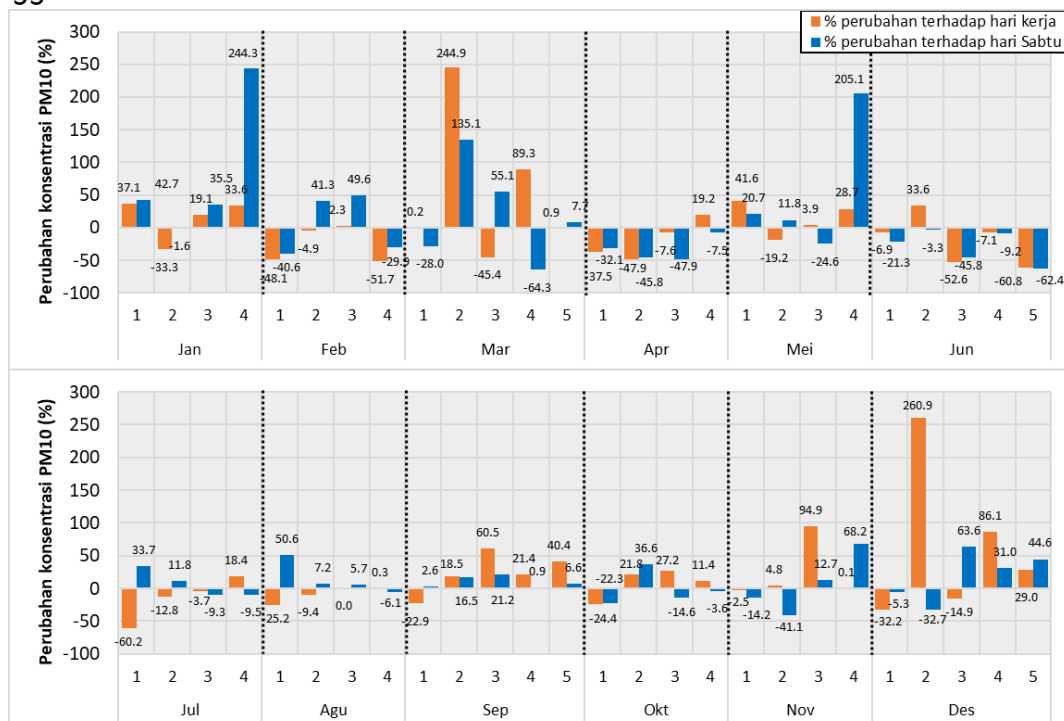 % perubahan terhadap hari kerja
% perubahan terhadap hari Sabtu
Perubahan konsentrasi PM10 (%)
300
250
200
150
100
50
0
-50
-100
37.1 42.7 -33.3 -1.6 19.1 35.5 33.6 244.3
-48.1 -40.6 -4.9 41.3 2.3 49.6 -51.7 -29.9
0.2 -28.0 244.9 135.1 -45.4 55.1 89.3 -64.3 0.9 7.7
37.5 -32.1 -47.9 -45.8 -7.6 -47.9 19.2 -7.5
41.6 20.7 -19.2 11.8 3.9 -24.6 28.7 205.1
-6.9 -21.3 33.6 -3.3 -52.6 -45.8 -7.1 -9.2 -60.8 -62.4
1 2 3 4 1 2 3 4 1 2 3 4 5 1 2 3 4 1 2 3 4 1 2 3 4 5
Jan Feb Mar Apr Mei Jun
Perubahan konsentrasi PM10 (%)
300
250
200
150
100
50
0
-50
-100
-60.2 33.7 -12.8 11.8 -3.7 -9.3 18.4 -9.5
25.2 50.6 -9.4 7.2 0.0 5.7 0.3 -6.1
-22.9 2.6 18.5 16.5 60.5 21.2 21.4 0.9 40.4 6.6
-24.4 -22.3 21.8 36.6 27.2 -14.6 11.4 -3.6
-2.5 -14.2 4.8 -41.1 94.9 12.7 0.1 68.2
-32.2 -5.3 260.9 -32.7 -14.9 63.6 86.1 31.0 29.0 44.6
1 2 3 4 1 2 3 4 1 2 3 4 5 1 2 3 4 1 2 3 4 1 2 3 4 5
Jul Agu Sep Okt Nov Des